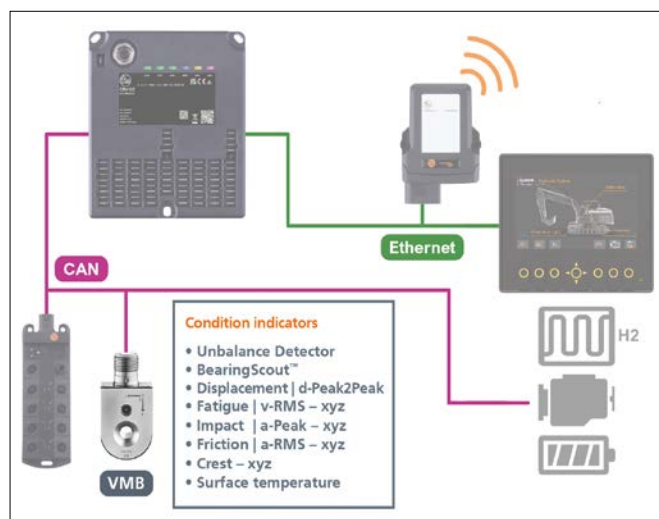 Ethernet
CAN
H2
Condition indicators
• Unbalance Detector
• BearingScout™
• Displacement | d-Peak2Peak
• Fatigue | v-RMS – xyz
• Impact | a-Peak – xyz
• Friction | a-RMS – xyz
• Crest – xyz
• Surface temperature
VMB